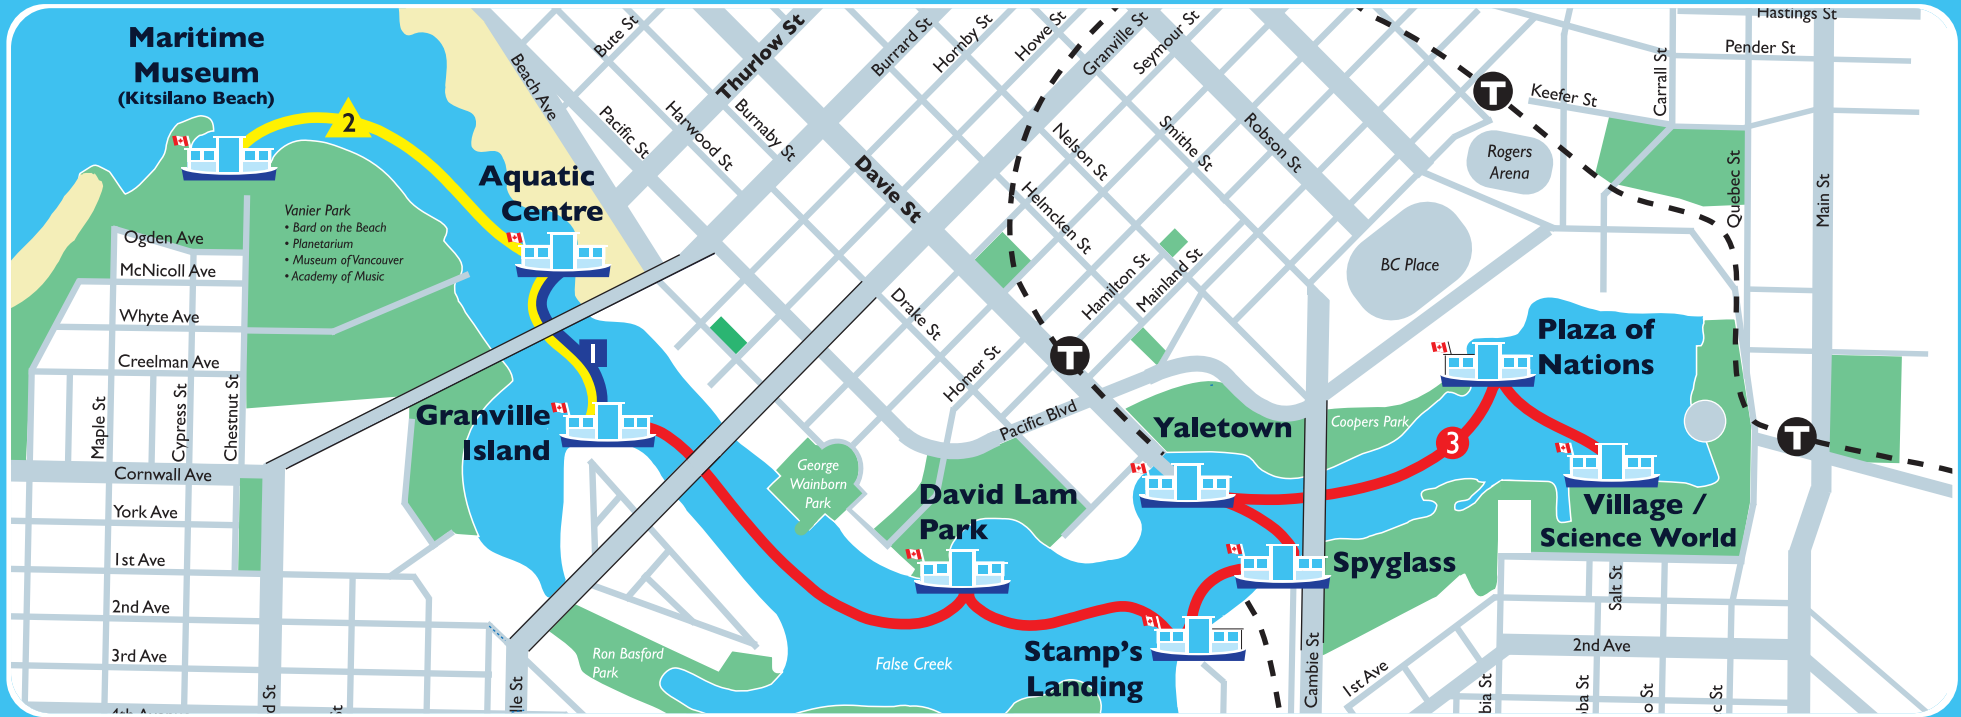 Maritime
Museum
(Kitsilano Beach)
2
Aquatic
Centre
Vanier Park
• Bard on the Beach
• Planetarium
• Museum of Vancouver
• Academy of Music
Ogden Ave
McNicoll Ave
Whyte Ave
Creelman Ave
Maple St
Cypress St
Chestnut St
Cornwall Ave
York Ave
1st Ave
2nd Ave
3rd Ave
Granville
Island
1
Beach Ave
Bute St
Thurlow St
Pacific St
Harwood St
Burnaby St
Davie St
Burrard St
Hornby St
Howe St
Granville St
Seymour St
Nelson St
Smithe St
Robson St
Helmcken St
Hamilton St
Mainland St
Drake St
Homer St
Pacific Blvd
T
T
T
Rogers
Arena
BC Place
Keefer St
Carrall St
Hastings St
Pender St
Quebec St
Main St
Plaza of
Nations
Yaletown
Coopers Park
3
George
Wainborn
Park
David Lam
Park
Village /
Science World
Spyglass
Stamp's
Landing
False Creek
Ron Basford
Park
Cambie St
1st Ave
2nd Ave
Salt St